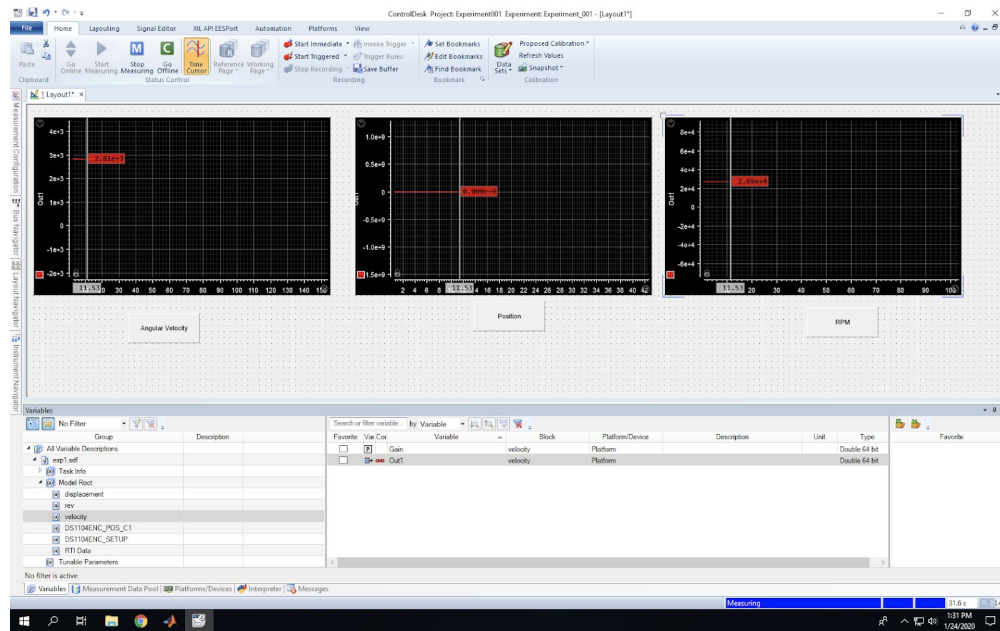 ControlDesk Project: Experiment001 Experiment: Experiment_001 - [Layout1*]
File Home Layouting Signal Editor XIL API EESPort Automation Platforms View
Paste
Go Online
Start Measuring
Stop Measuring
Go Offline
Time Cursor
Reference Page
Working Page
Start Immediate
Start Triggered
Stop Recording
Invoke Trigger
Trigger Rules
Save Buffer
Set Bookmarks
Edit Bookmarks
Find Bookmark
Data Sets
Proposed Calibration
Refresh Values
Snapshot
Clipboard Status Control Recording Bookmark Calibration
1 Layout1*
Measurement Configuration
Bus Navigator
Layout Navigator
Instrument Navigator
Out1
4e+3
3e+3
2e+3
1e+3
0
-1e+3
-2e+3
2.81e+3
11.53 30 40 50 60 70 80 90 100 110 120 130 140
1.0e+9
0.5e+9
0
-0.5e+9
-1.0e+9
1.5e+9
0.000e+9
2 4 6 8 11.53 14 16 18 20 22 24 26 28 30 32 34 36 38 40 42
Out1
8e+4
6e+4
4e+4
2e+4
0
-2e+4
-4e+4
-6e+4
2.69e+4
11.53 20 30 40 50 60 70 80 90 100
Angular Velocity
Position
RPM
Variables
No Filter
Search or filter variable... by Variable
Group Description
Favorite Variable Block Platform/Device Description Unit Type Favorite
All Variable Descriptions
exp1.sdf
Task Info
Model Root
displacement
rev
velocity
DS1104ENC_POS_C1
DS1104ENC_SETUP
RTI Data
Tunable Parameters
P Gain velocity Platform Double 64 bit
Out1 velocity Platform Double 64 bit
No filter is active
Variables Measurement Data Pool Platforms/Devices Interpreter Messages
Measuring 31.6 s
1:31 PM
1/24/2020